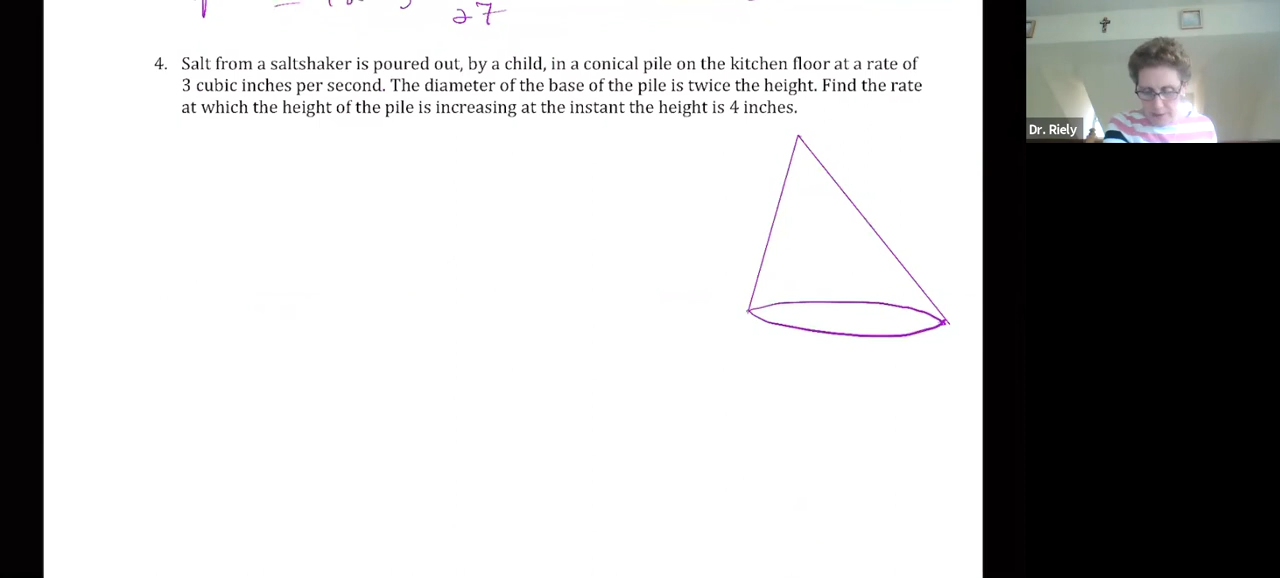 27
4. Salt from a saltshaker is poured out, by a child, in a conical pile on the kitchen floor at a rate of
3 cubic inches per second. The diameter of the base of the pile is twice the height. Find the rate
at which the height of the pile is increasing at the instant the height is 4 inches.
Dr. Riely